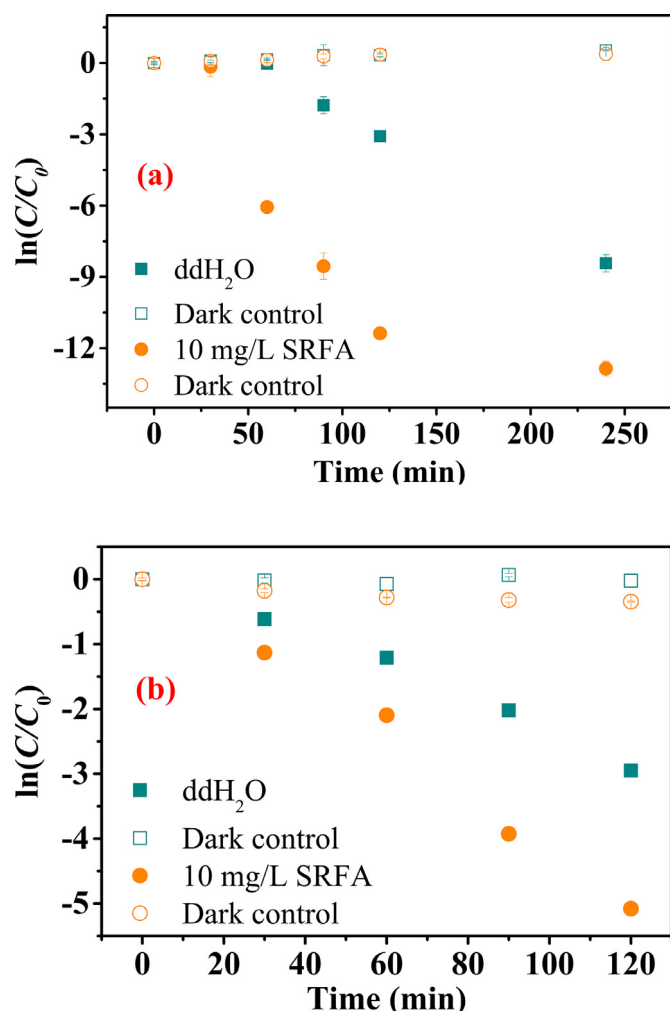 0
-3
-6
-9
-12
ln(C/C₀)
(a)
ddH₂O
Dark control
10 mg/L SRFA
Dark control
0 50 100 150 200 250
Time (min)
0
-1
-2
-3
-4
-5
ln(C/C₀)
(b)
ddH₂O
Dark control
10 mg/L SRFA
Dark control
0 20 40 60 80 100 120
Time (min)